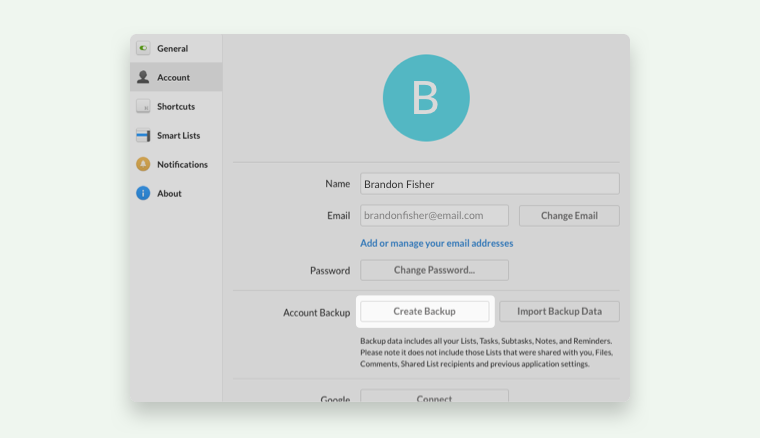 General
Account
Shortcuts
Smart Lists
Notifications
About
B
Name
Brandon Fisher
Email
brandonfisher@email.com
Change Email
Add or manage your email addresses
Password
Change Password...
Account Backup
Create Backup
Import Backup Data
Backup data includes all your Lists, Tasks, Subtasks, Notes, and Reminders.
Please note it does not include those Lists that were shared with you, Files,
Comments, Shared List recipients and previous application settings.
Google
Connect